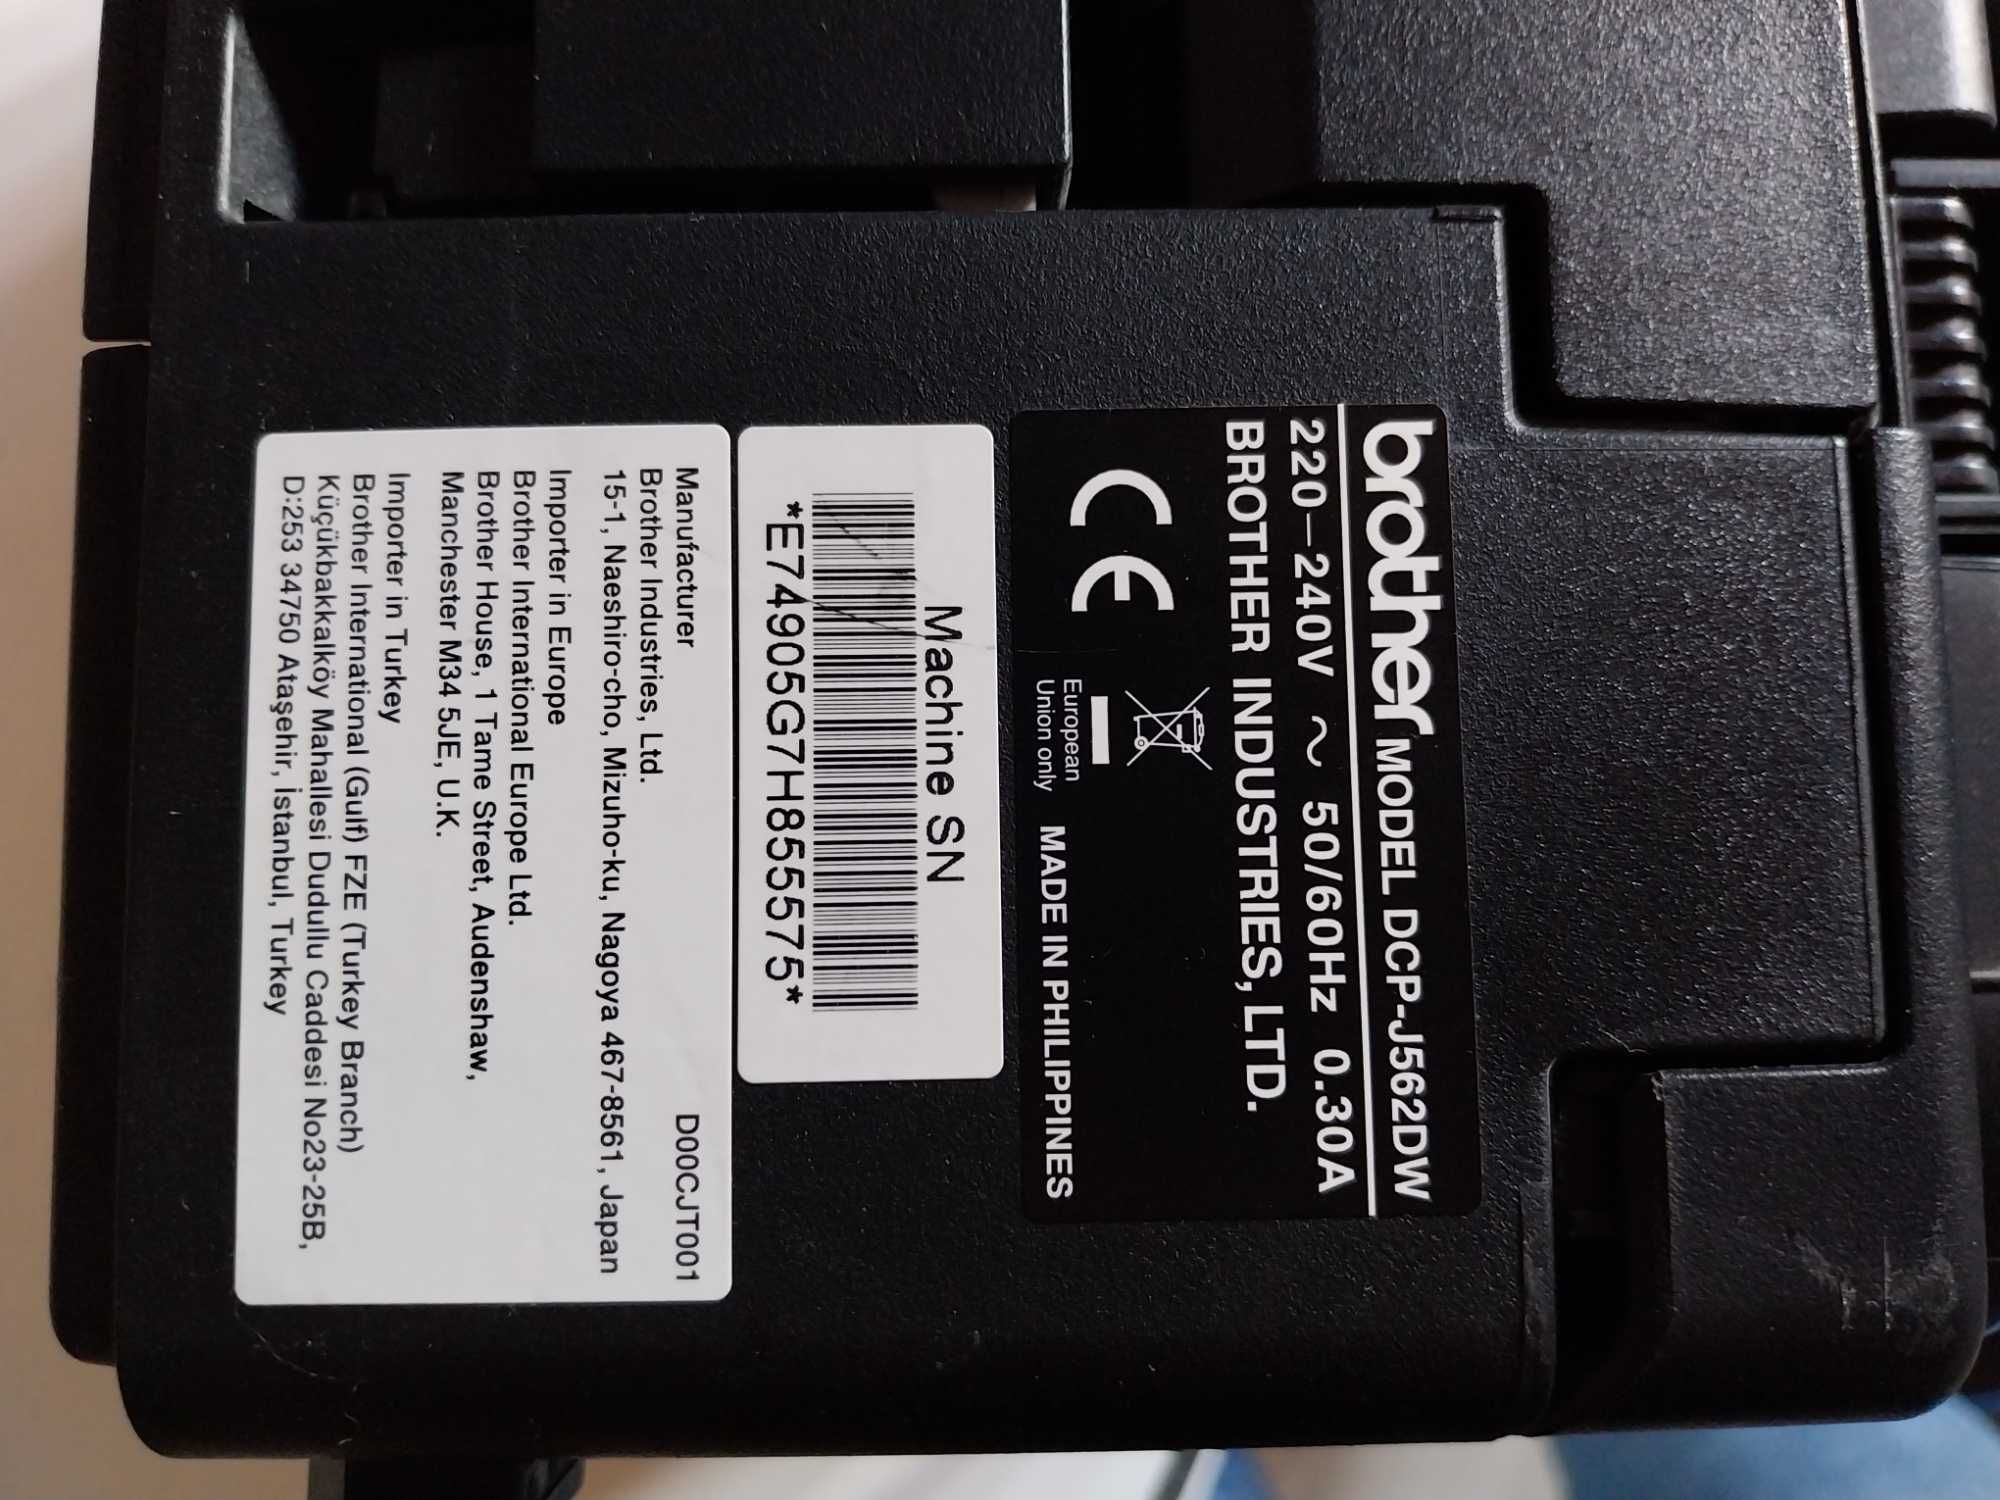 brother MODEL DCP-J562DW
220–240V ~ 50/60Hz 0.30A
BROTHER INDUSTRIES, LTD.
CE
European
Union only
MADE IN PHILIPPINES
Machine SN
*E74905G7H855575*
Manufacturer D00CJT001
Brother Industries, Ltd.
15-1, Naeshiro-cho, Mizuho-ku, Nagoya 467-8561, Japan
Importer in Europe
Brother International Europe Ltd.
Brother House, 1 Tame Street, Audenshaw,
Manchester M34 5JE, U.K.
Importer in Turkey
Brother International (Gulf) FZE (Turkey Branch)
Küçükbakkalköy Mahallesi Dudullu Caddesi No23-25B,
D:253 34750 Ataşehir, İstanbul, Turkey